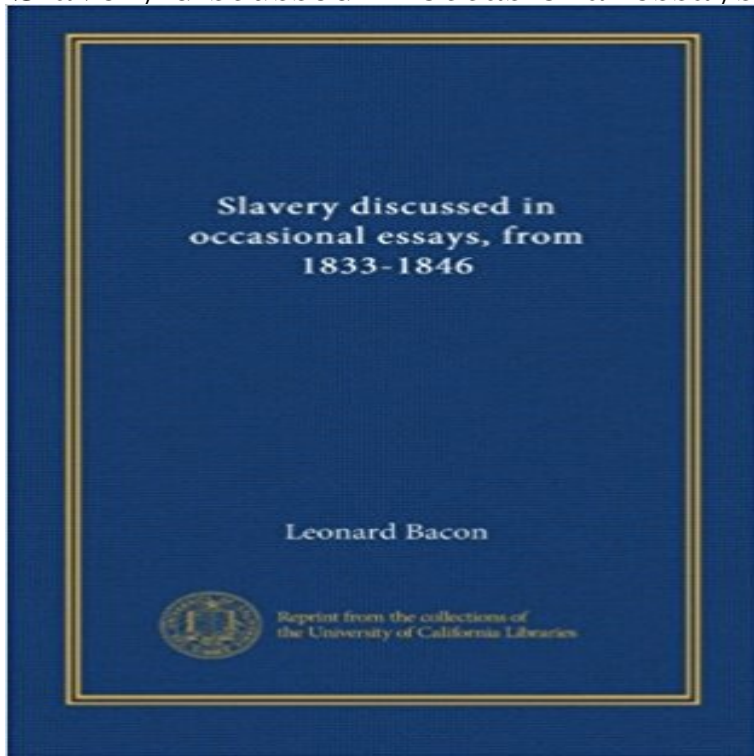 Slavery discussed in
occasional essays, from
1833-1846
Leonard Bacon
Reprint from the collections of
the University of California Libraries